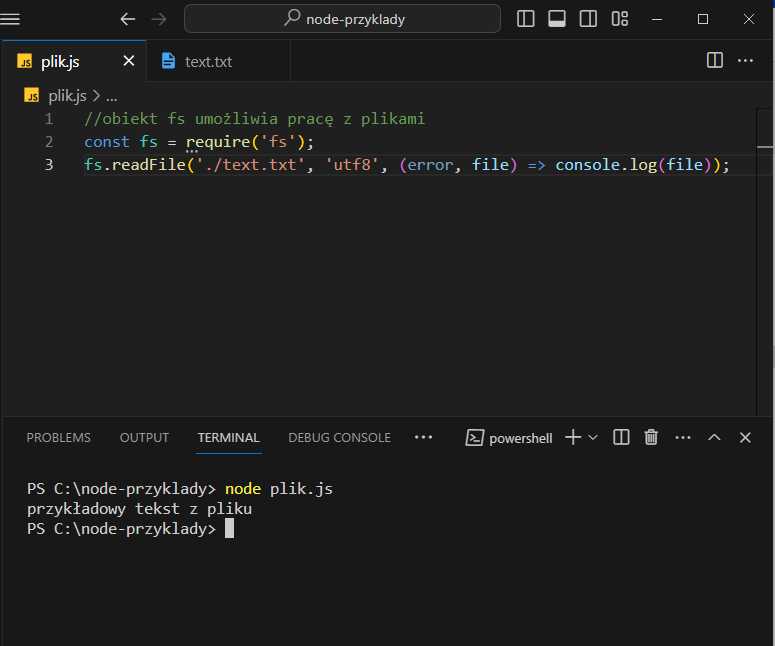 node-przyklady
JS plik.js
text.txt
JS plik.js > ...
1 //obiekt fs umożliwia pracę z plikami
2 const fs = require('fs');
3 fs.readFile('./text.txt', 'utf8', (error, file) => console.log(file));
PROBLEMS OUTPUT TERMINAL DEBUG CONSOLE ... powershell ...
PS C:\node-przyklady> node plik.js
przykładowy tekst z pliku
PS C:\node-przyklady>